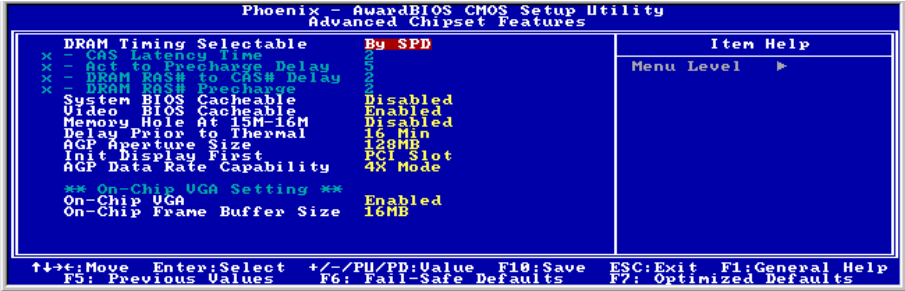 Phoenix - AwardBIOS CMOS Setup Utility
Advanced Chipset Features
DRAM Timing Selectable By SPD
x - CAS Latency Time 2
x - Act to Precharge Delay 5
x - DRAM RAS# to CAS# Delay 2
x - DRAM RAS# Precharge 2
System BIOS Cacheable Disabled
Video BIOS Cacheable Enabled
Memory Hole At 15M-16M Disabled
Delay Prior to Thermal 16 Min
AGP Aperture Size 128MB
Init Display First PCI Slot
AGP Data Rate Capability 4X Mode
** On-Chip VGA Setting **
On-Chip VGA Enabled
On-Chip Frame Buffer Size 16MB
Item Help
Menu Level ▶
↑↓→←:Move Enter:Select +/-/PU/PD:Value F10:Save ESC:Exit F1:General Help
F5: Previous Values F6: Fail-Safe Defaults F7: Optimized Defaults